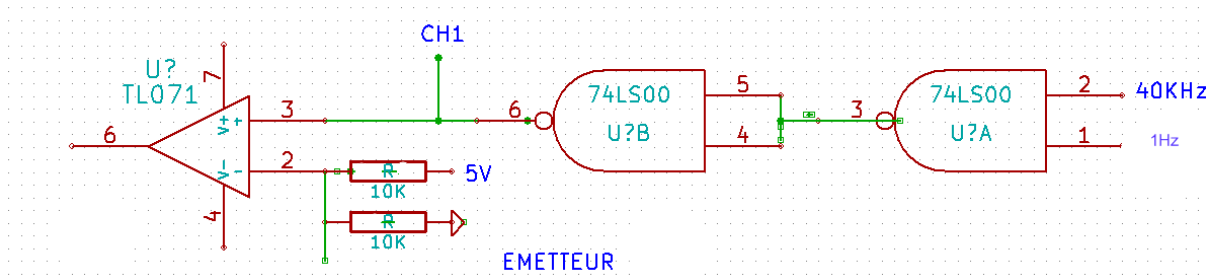 CH1
U?
TL071
7
V+ +
3
6
2
V- -
4
R
10K
5V
R
10K
6
74LS00
U?B
5
4
3
74LS00
U?A
2
40KHz
1
1Hz
EMETTEUR